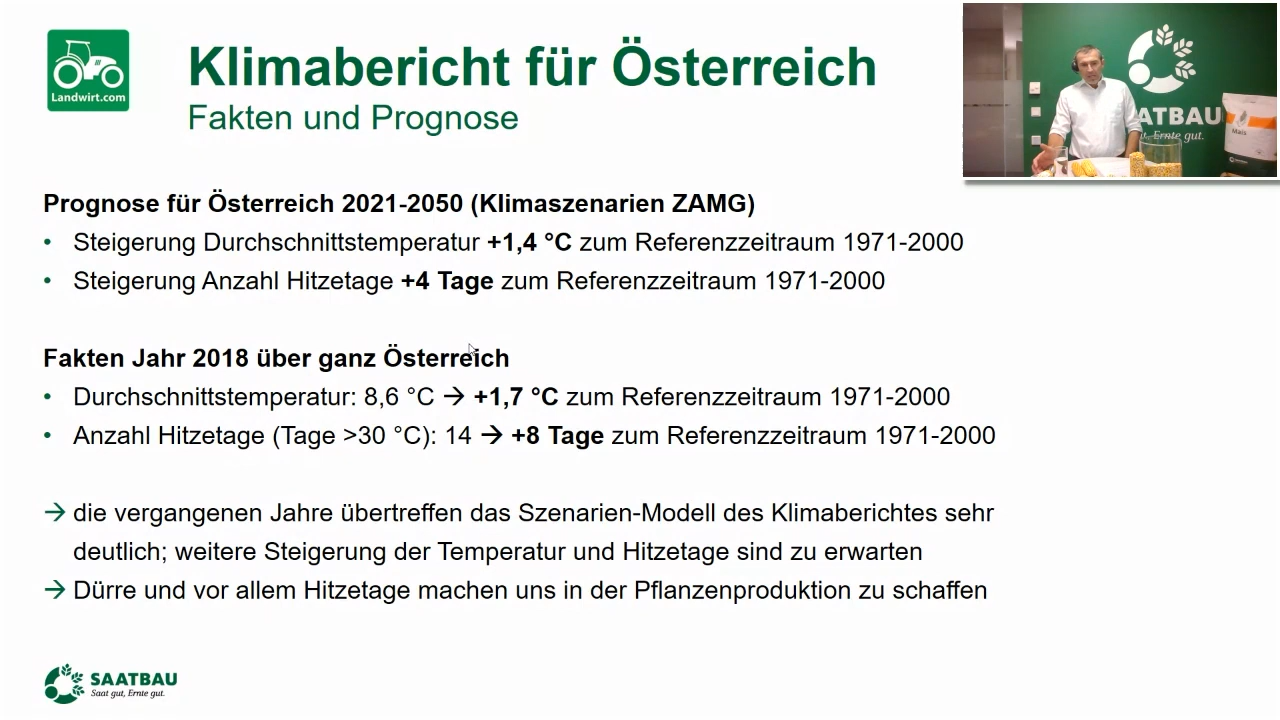 Landwirt.com
Klimabericht für Österreich
Fakten und Prognose
SAATBAU
t, Ernte gut.
Mais
Prognose für Österreich 2021-2050 (Klimaszenarien ZAMG)
• Steigerung Durchschnittstemperatur +1,4 °C zum Referenzzeitraum 1971-2000
• Steigerung Anzahl Hitzetage +4 Tage zum Referenzzeitraum 1971-2000
Fakten Jahr 2018 über ganz Österreich
• Durchschnittstemperatur: 8,6 °C → +1,7 °C zum Referenzzeitraum 1971-2000
• Anzahl Hitzetage (Tage >30 °C): 14 → +8 Tage zum Referenzzeitraum 1971-2000
→ die vergangenen Jahre übertreffen das Szenarien-Modell des Klimaberichtes sehr
deutlich; weitere Steigerung der Temperatur und Hitzetage sind zu erwarten
→ Dürre und vor allem Hitzetage machen uns in der Pflanzenproduktion zu schaffen
SAATBAU
Saat gut, Ernte gut.